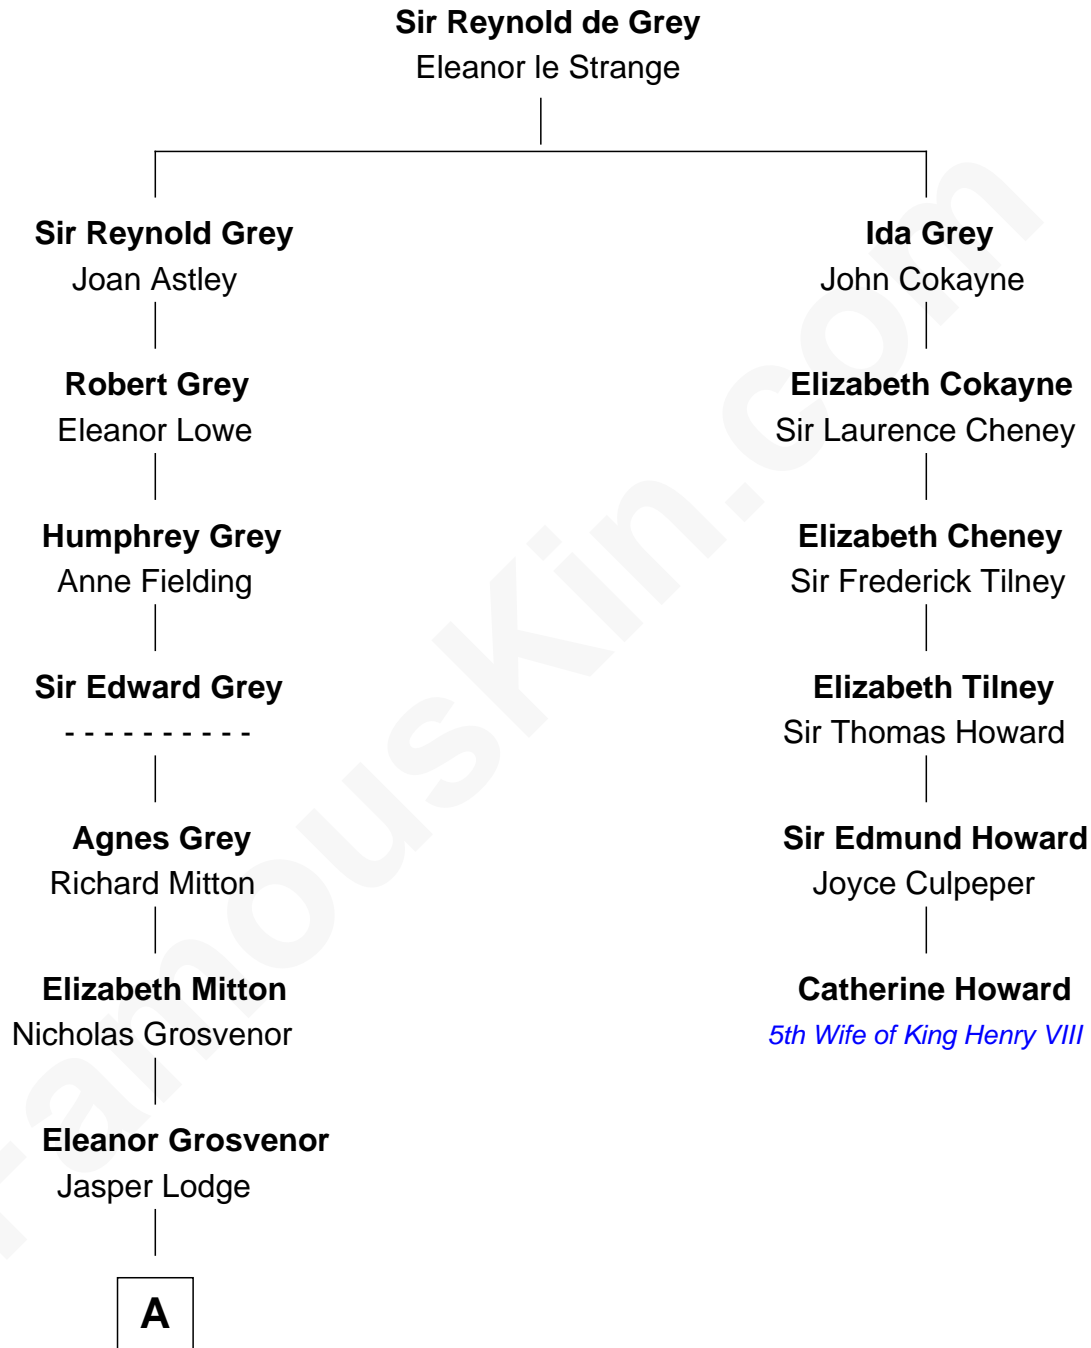 Sir Reynold de Grey
Eleanor le Strange
Sir Reynold Grey
Joan Astley
Ida Grey
John Cokayne
Robert Grey
Eleanor Lowe
Elizabeth Cokayne
Sir Laurence Cheney
Humphrey Grey
Anne Fielding
Elizabeth Cheney
Sir Frederick Tilney
Sir Edward Grey
- - - - - - - - - -
Elizabeth Tilney
Sir Thomas Howard
Agnes Grey
Richard Mitton
Sir Edmund Howard
Joyce Culpeper
Elizabeth Mitton
Nicholas Grosvenor
Catherine Howard
5th Wife of King Henry VIII
Eleanor Grosvenor
Jasper Lodge
A
FamousKin.com